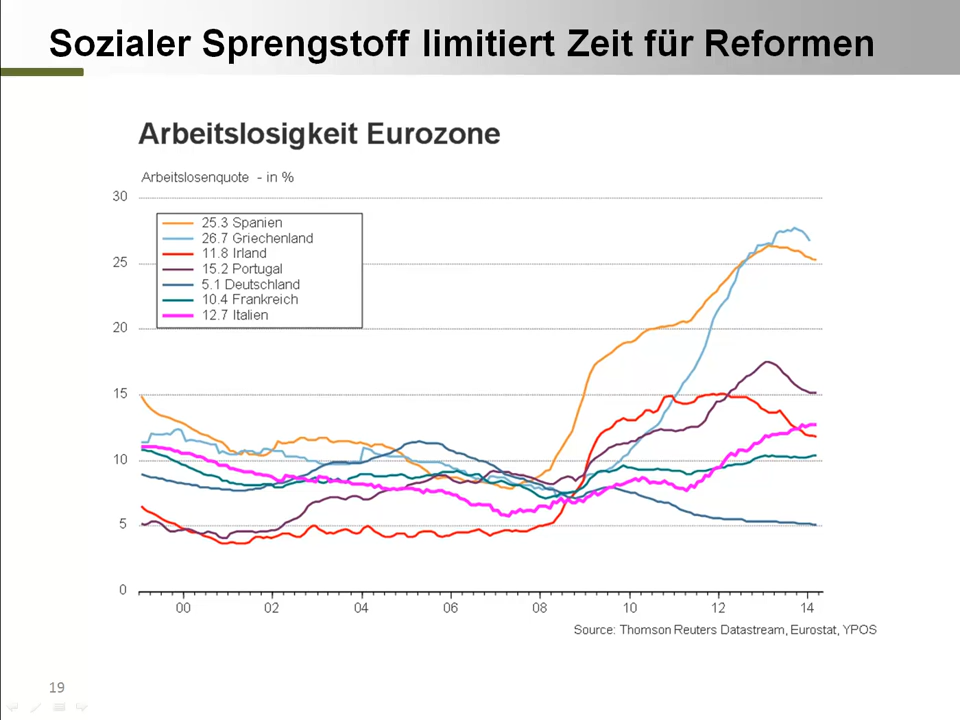 Sozialer Sprengstoff limitiert Zeit für Reformen
Arbeitslosigkeit Eurozone
Arbeitslosenquote - in %
30
25
20
15
10
5
0
25.3 Spanien
26.7 Griechenland
11.8 Irland
15.2 Portugal
5.1 Deutschland
10.4 Frankreich
12.7 Italien
00 02 04 06 08 10 12 14
Source: Thomson Reuters Datastream, Eurostat, YPOS
19